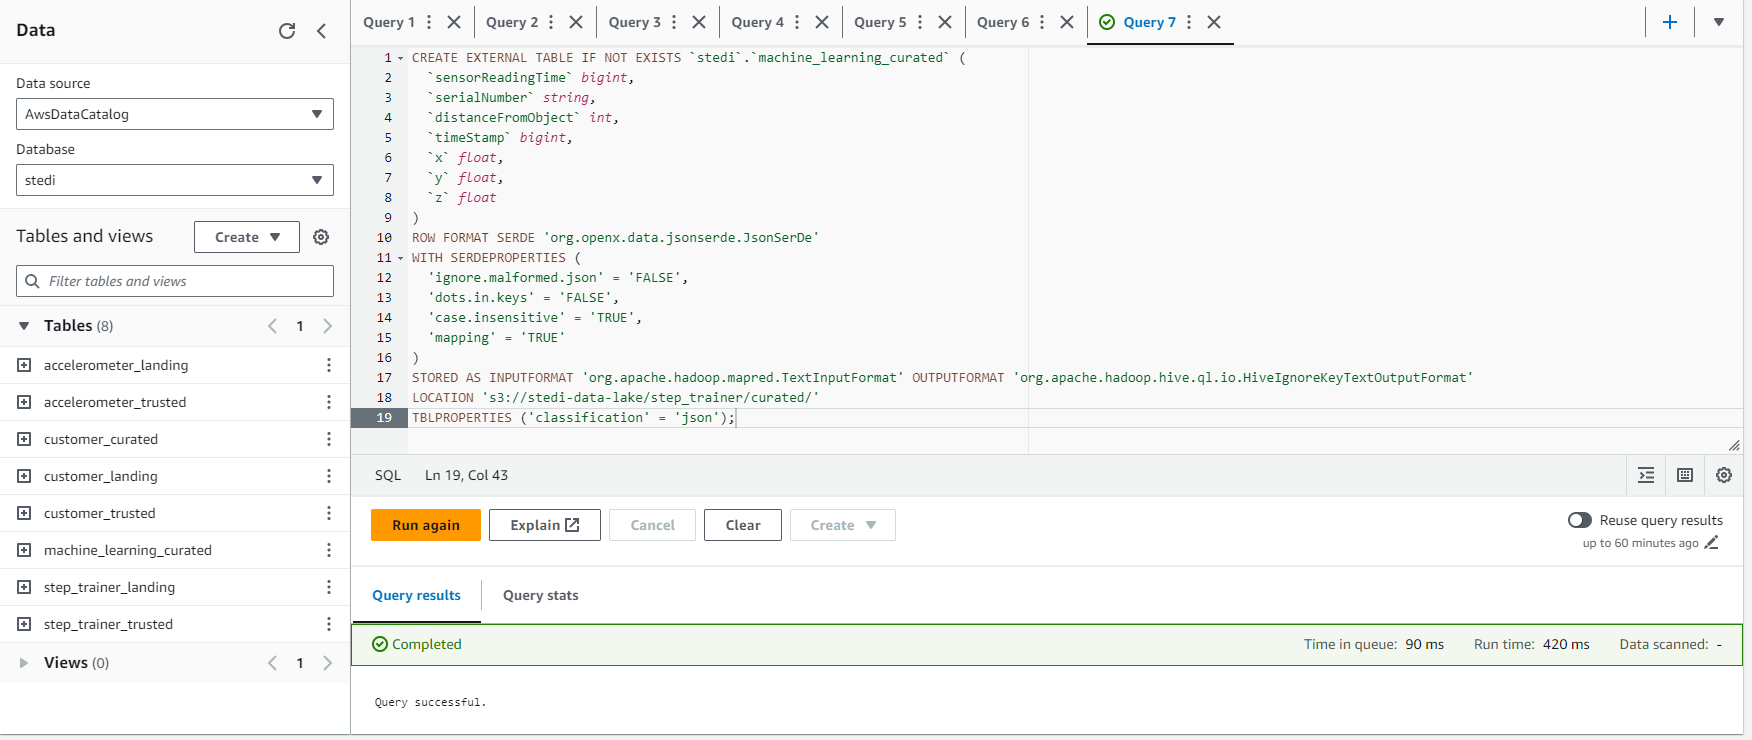 Data
Data source
AwsDataCatalog
Database
stedi
Tables and views
Create
Filter tables and views
Tables (8)
1
accelerometer_landing
accelerometer_trusted
customer_curated
customer_landing
customer_trusted
machine_learning_curated
step_trainer_landing
step_trainer_trusted
Views (0)
1
Query 1
Query 2
Query 3
Query 4
Query 5
Query 6
Query 7
1 CREATE EXTERNAL TABLE IF NOT EXISTS `stedi`.`machine_learning_curated` (
2 `sensorReadingTime` bigint,
3 `serialNumber` string,
4 `distanceFromObject` int,
5 `timeStamp` bigint,
6 `x` float,
7 `y` float,
8 `z` float
9 )
10 ROW FORMAT SERDE 'org.openx.data.jsonserde.JsonSerDe'
11 WITH SERDEPROPERTIES (
12 'ignore.malformed.json' = 'FALSE',
13 'dots.in.keys' = 'FALSE',
14 'case.insensitive' = 'TRUE',
15 'mapping' = 'TRUE'
16 )
17 STORED AS INPUTFORMAT 'org.apache.hadoop.mapred.TextInputFormat' OUTPUTFORMAT 'org.apache.hadoop.hive.ql.io.HiveIgnoreKeyTextOutputFormat'
18 LOCATION 's3://stedi-data-lake/step_trainer/curated/'
19 TBLPROPERTIES ('classification' = 'json');
SQL Ln 19, Col 43
Run again
Explain
Cancel
Clear
Create
Reuse query results
up to 60 minutes ago
Query results
Query stats
Completed
Time in queue: 90 ms
Run time: 420 ms
Data scanned: -
Query successful.